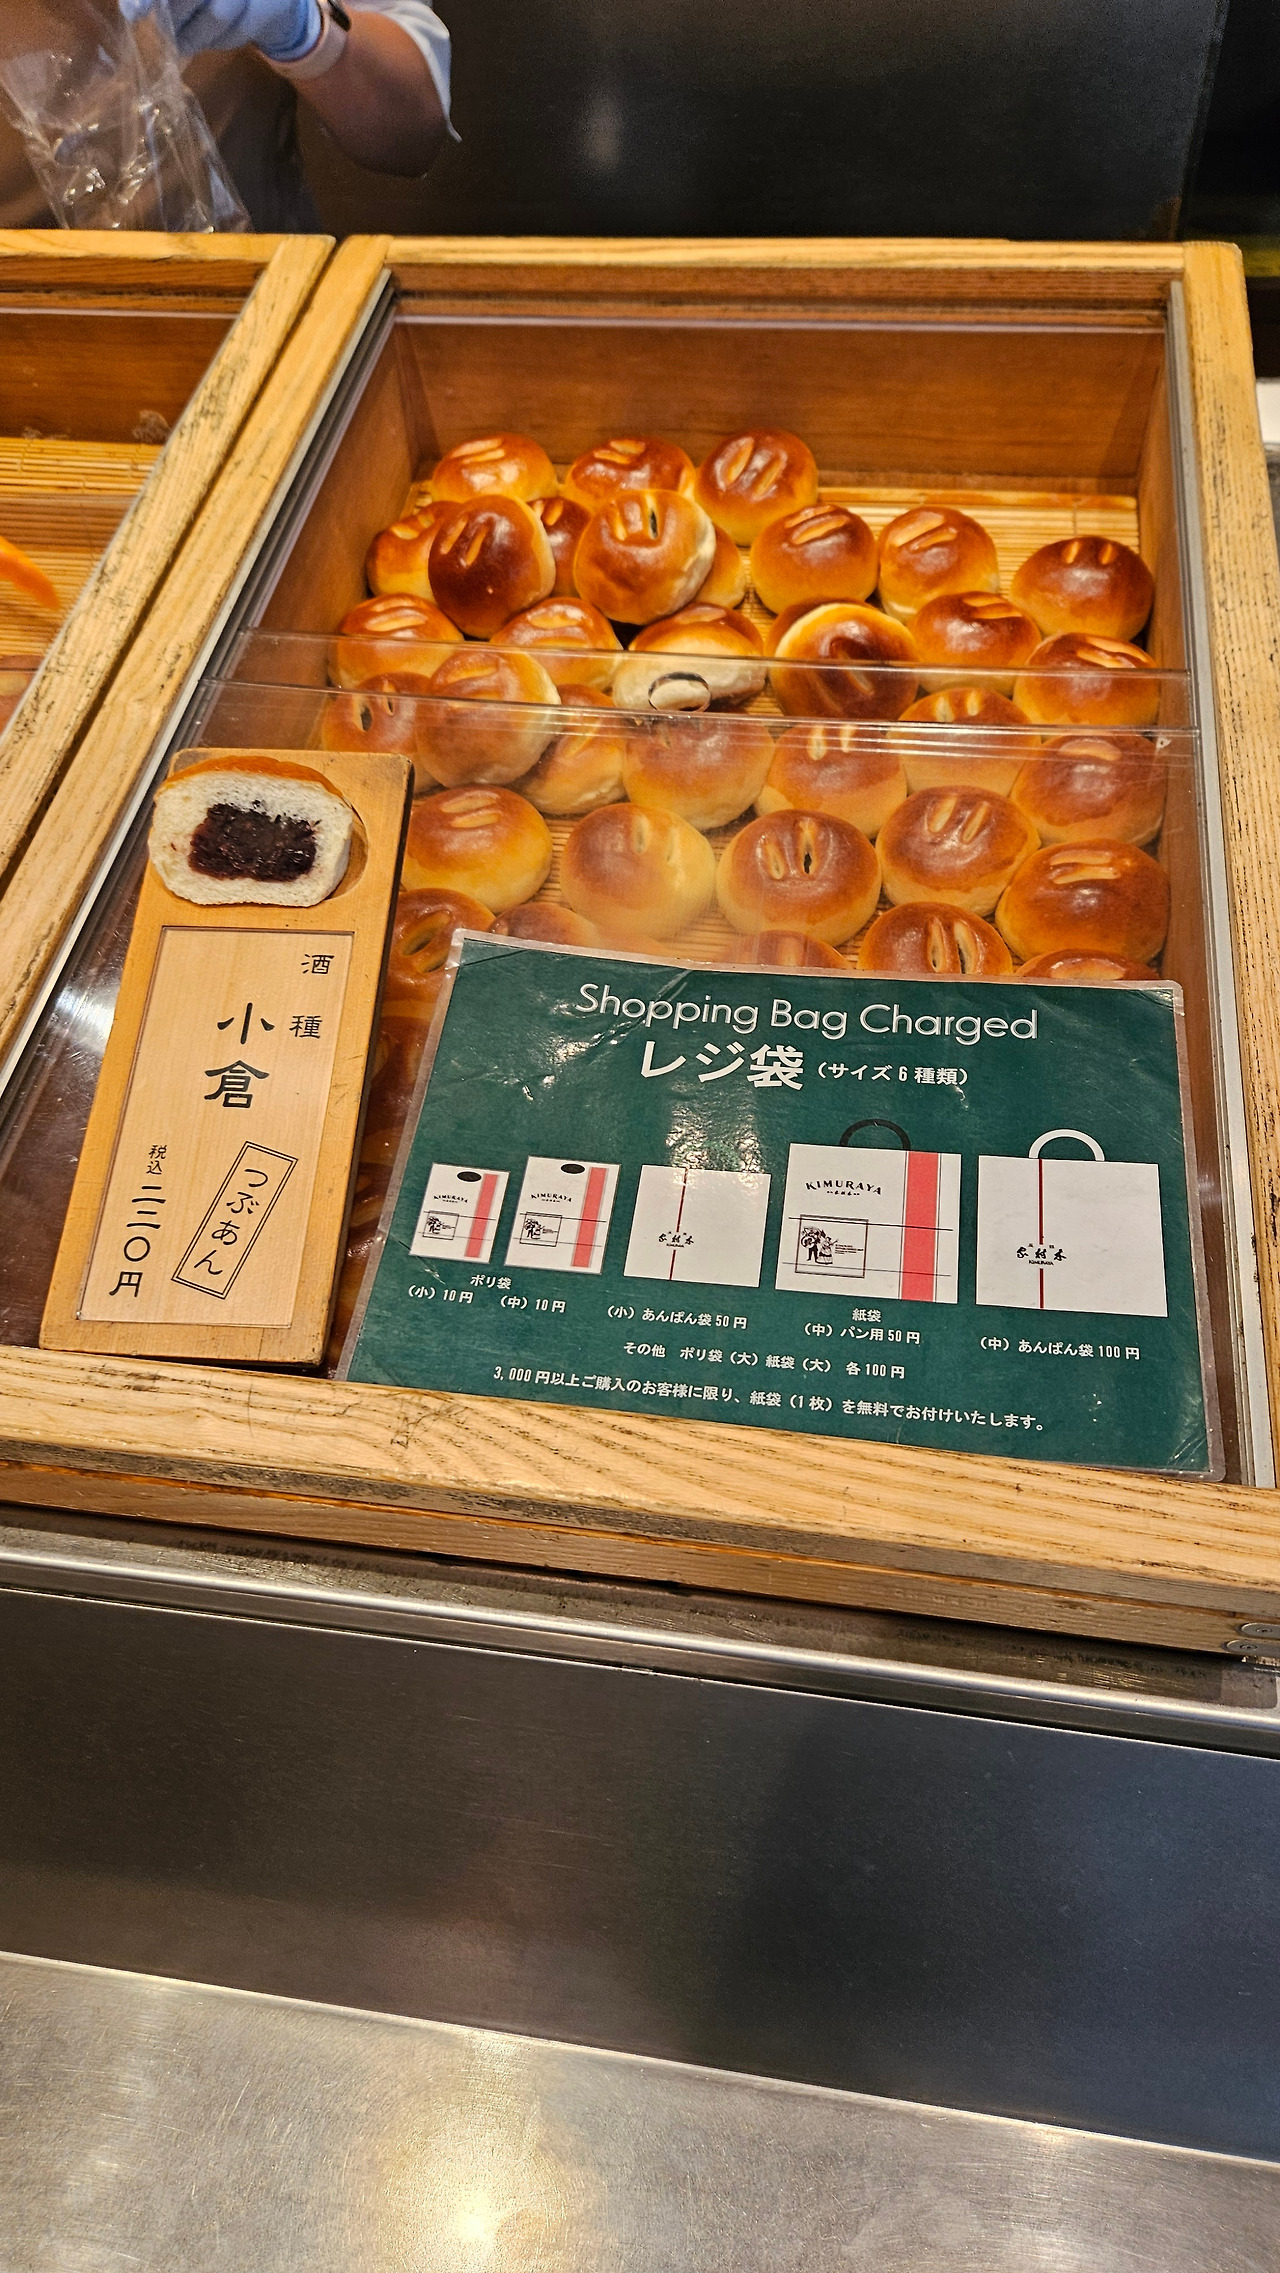 酒種
小倉
つぶあん
税込二二〇円
Shopping Bag Charged
レジ袋（サイズ6種類）
KIMURAYA
KIMURAYA
KIMURAYA
木村家
KIMURAYA
ポリ袋
（小）10円 （中）10円
（小）あんぱん袋50円
紙袋
（中）パン用50円
（中）あんぱん袋100円
その他 ポリ袋（大）紙袋（大） 各100円
3,000円以上ご購入のお客様に限り、紙袋（1枚）を無料でお付けいたします。